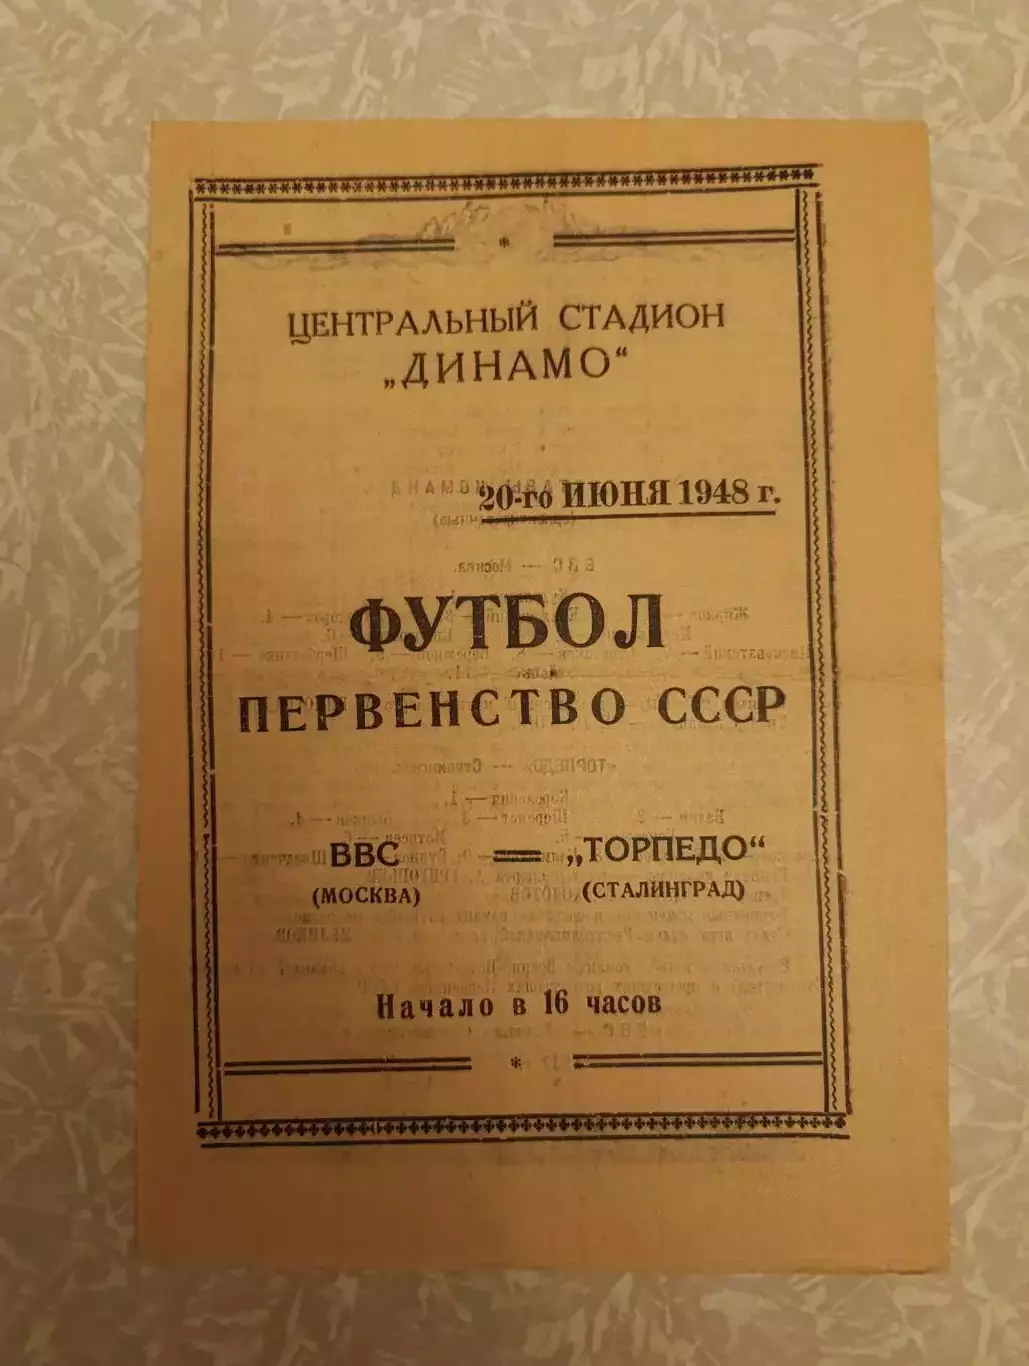 ЦЕНТРАЛЬНЫЙ СТАДИОН
„ДИНАМО“
20-го ИЮНЯ 1948 г.
ФУТБОЛ
ПЕРВЕНСТВО СССР
ВВС = „ТОРПЕДО“
(МОСКВА) (СТАЛИНГРАД)
Начало в 16 часов